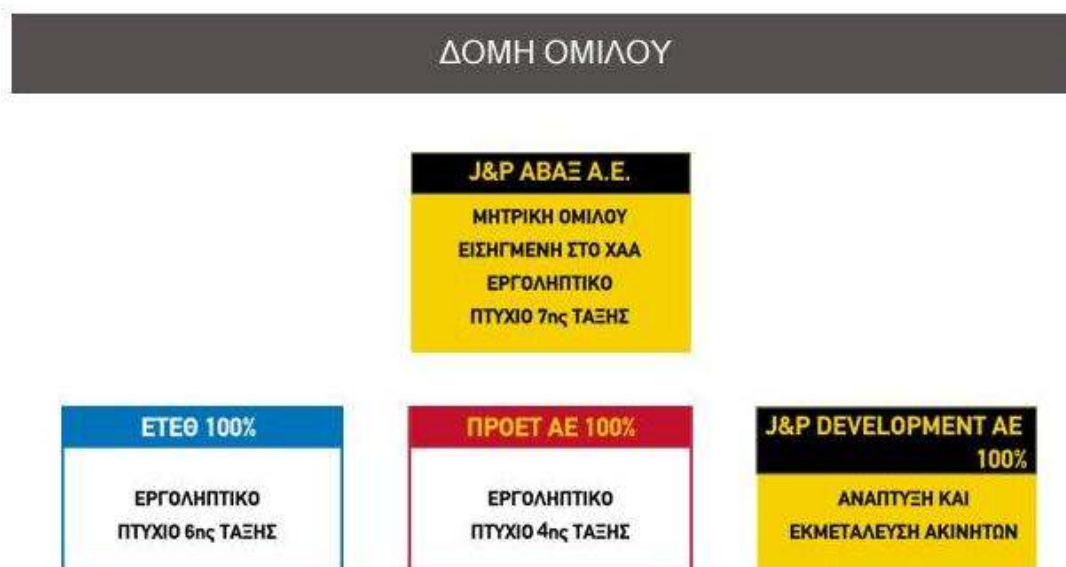 ΔΟΜΗ ΟΜΙΛΟΥ
J&P ΑΒΑΞ Α.Ε.
ΜΗΤΡΙΚΗ ΟΜΙΛΟΥ
ΕΙΣΗΓΜΕΝΗ ΣΤΟ ΧΑΑ
ΕΡΓΟΛΗΠΤΙΚΟ
ΠΤΥΧΙΟ 7ης ΤΑΞΗΣ
ΕΤΕΘ 100%
ΕΡΓΟΛΗΠΤΙΚΟ
ΠΤΥΧΙΟ 6ης ΤΑΞΗΣ
ΠΡΟΕΤ ΑΕ 100%
ΕΡΓΟΛΗΠΤΙΚΟ
ΠΤΥΧΙΟ 4ης ΤΑΞΗΣ
J&P DEVELOPMENT ΑΕ
100%
ΑΝΑΠΤΥΞΗ ΚΑΙ
ΕΚΜΕΤΑΛΕΥΣΗ ΑΚΙΝΗΤΩΝ